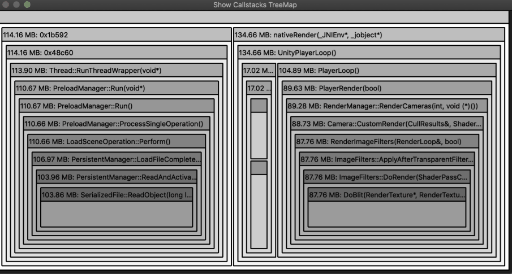 Show Callstacks TreeMap
114.16 MB: 0x1b592
114.16 MB: 0x48c60
113.90 MB: Thread::RunThreadWrapper(void*)
110.67 MB: PreloadManager::Run(void*)
110.67 MB: PreloadManager::Run()
110.66 MB: PreloadManager::ProcessSingleOperation()
110.66 MB: LoadSceneOperation::Perform()
106.97 MB: PersistentManager::LoadFileComplete...
103.96 MB: PersistentManager::ReadAndActiva...
103.86 MB: SerializedFile::ReadObject(long l...
134.66 MB: nativeRender(_JNIEnv*, _jobject*)
134.66 MB: UnityPlayerLoop()
17.02 M...
17.02 ...
104.89 MB: PlayerLoop()
89.63 MB: PlayerRender(bool)
89.28 MB: RenderManager::RenderCameras(int, void (*)())
88.73 MB: Camera::CustomRender(CullResults&, Shader...
87.76 MB: RenderImageFilters(RenderLoop&, bool)
87.76 MB: ImageFilters::ApplyAfterTransparentFilter...
87.76 MB: ImageFilters::DoRender(ShaderPassC...
87.76 MB: DoBlit(RenderTexture*, RenderTextu...